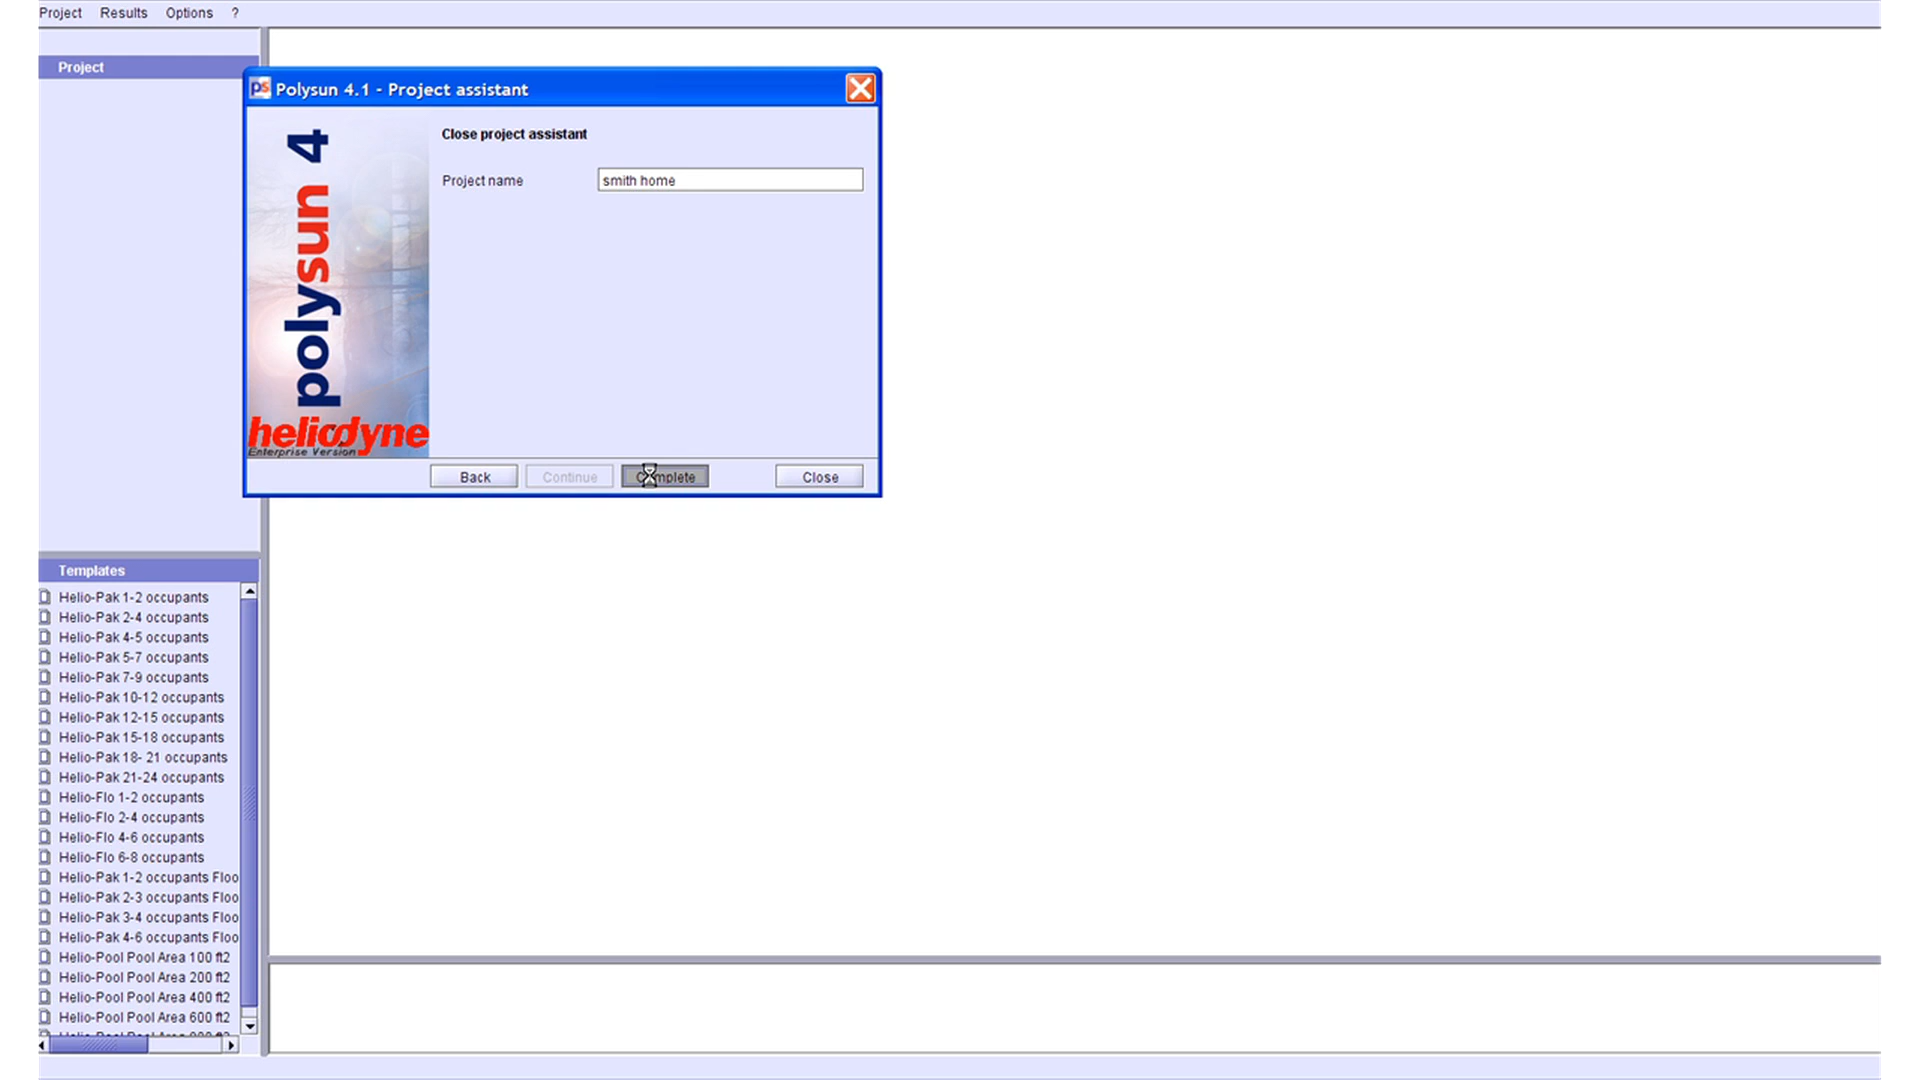 Project Results Options ?
Project
Polysun 4.1 - Project assistant
polysun 4
heliodyne
Enterprise Version
Close project assistant
Project name smith home
Back Continue Complete Close
Templates
Helio-Pak 1-2 occupants
Helio-Pak 2-4 occupants
Helio-Pak 4-5 occupants
Helio-Pak 5-7 occupants
Helio-Pak 7-9 occupants
Helio-Pak 10-12 occupants
Helio-Pak 12-15 occupants
Helio-Pak 15-18 occupants
Helio-Pak 18- 21 occupants
Helio-Pak 21-24 occupants
Helio-Flo 1-2 occupants
Helio-Flo 2-4 occupants
Helio-Flo 4-6 occupants
Helio-Flo 6-8 occupants
Helio-Pak 1-2 occupants Floo
Helio-Pak 2-3 occupants Floo
Helio-Pak 3-4 occupants Floo
Helio-Pak 4-6 occupants Floo
Helio-Pool Pool Area 100 ft2
Helio-Pool Pool Area 200 ft2
Helio-Pool Pool Area 400 ft2
Helio-Pool Pool Area 600 ft2